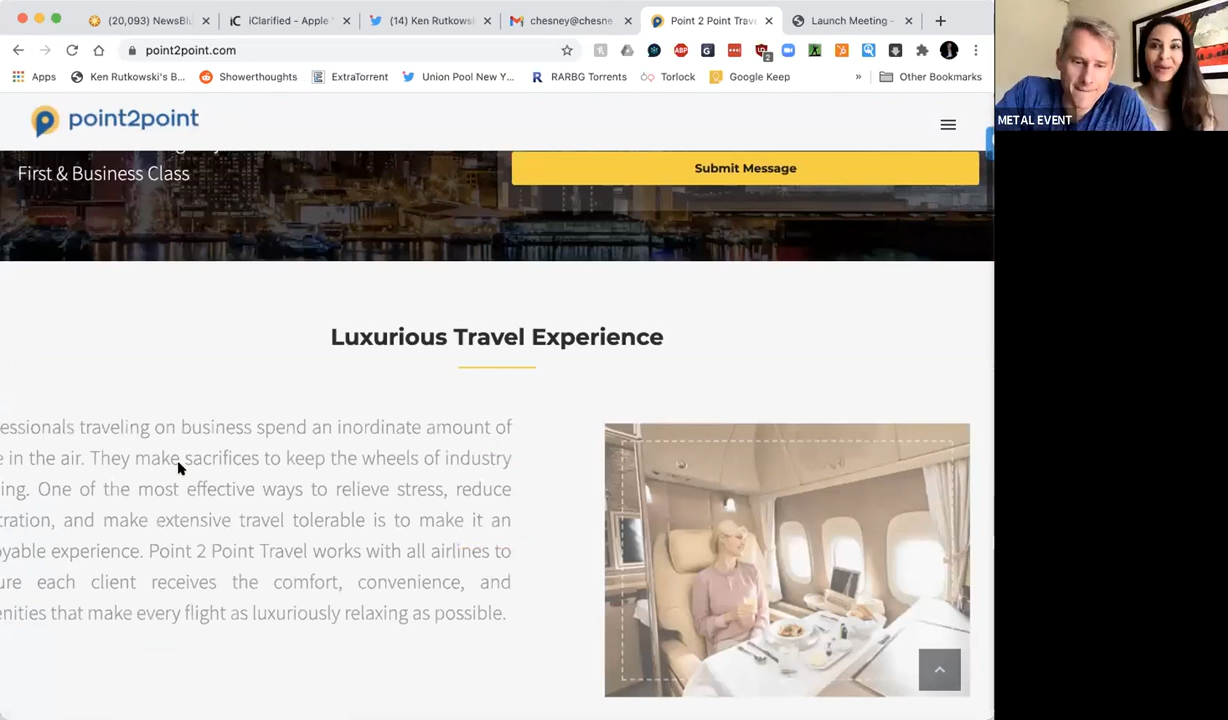 (20,093) NewsBlu
iClarified - Apple
(14) Ken Rutkowsk
chesney@chesne
Point 2 Point Trav
Launch Meeting -
point2point.com
2
Apps
Ken Rutkowski's B...
Showerthoughts
ExtraTorrent
Union Pool New Y...
RARBG Torrents
Torlock
Google Keep
»
Other Bookmarks
METAL EVENT
point2point
First & Business Class
Submit Message
Luxurious Travel Experience
essionals traveling on business spend an inordinate amount of
e in the air. They make sacrifices to keep the wheels of industry
ing. One of the most effective ways to relieve stress, reduce
tration, and make extensive travel tolerable is to make it an
oyable experience. Point 2 Point Travel works with all airlines to
ure each client receives the comfort, convenience, and
enities that make every flight as luxuriously relaxing as possible.